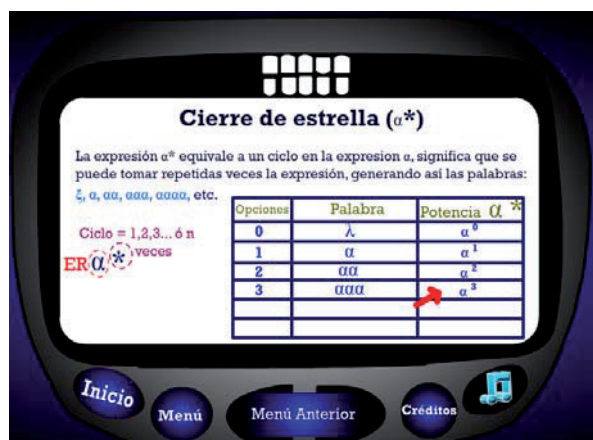 Cierre de estrella (α*)
La expresión α* equivale a un ciclo en la expresion α, significa que se
puede tomar repetidas veces la expresión, generando así las palabras:
ξ, α, αα, ααα, αααα, etc.
Opciones Palabra Potencia α *
0 λ α⁰
1 α α¹
2 αα α²
3 ααα α³
Ciclo = 1,2,3... ó n
veces
ER α *
Inicio
Menú
Menú Anterior
Créditos